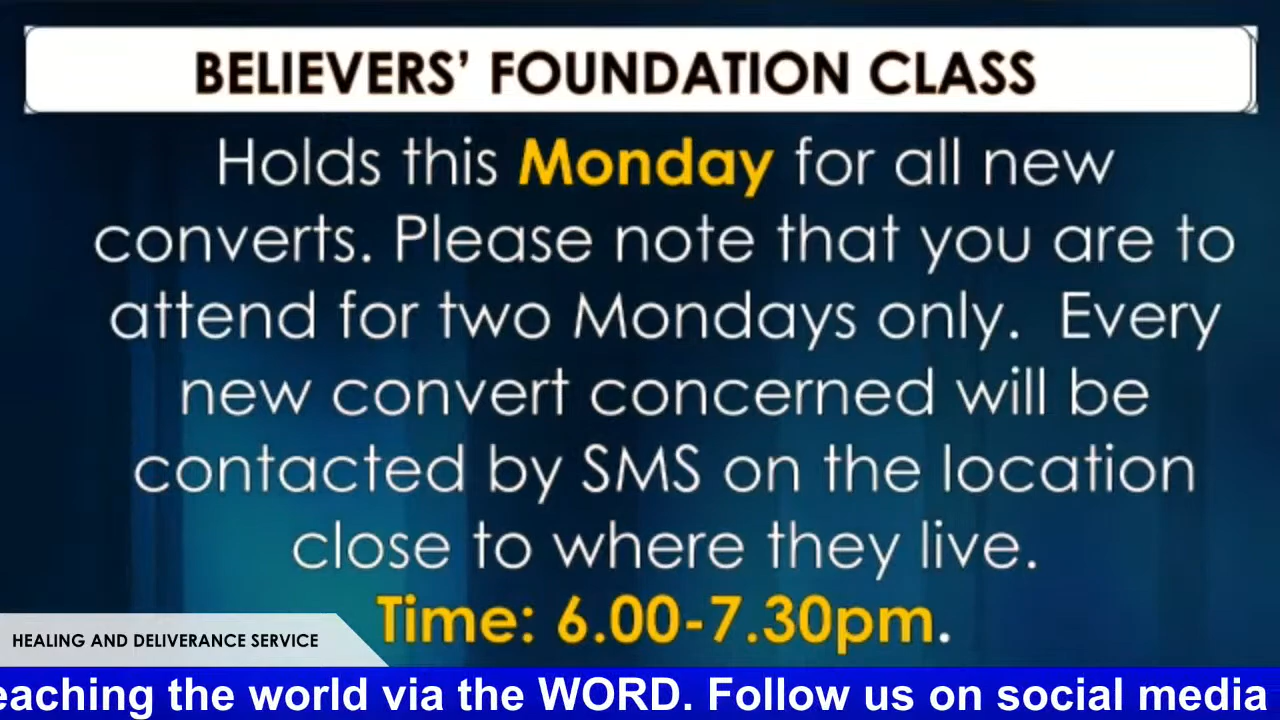 BELIEVERS’ FOUNDATION CLASS
Holds this Monday for all new
converts. Please note that you are to
attend for two Mondays only.  Every
new convert concerned will be
contacted by SMS on the location
close to where they live.
Time: 6.00-7.30pm.
HEALING AND DELIVERANCE SERVICE
eaching the world via the WORD. Follow us on social media